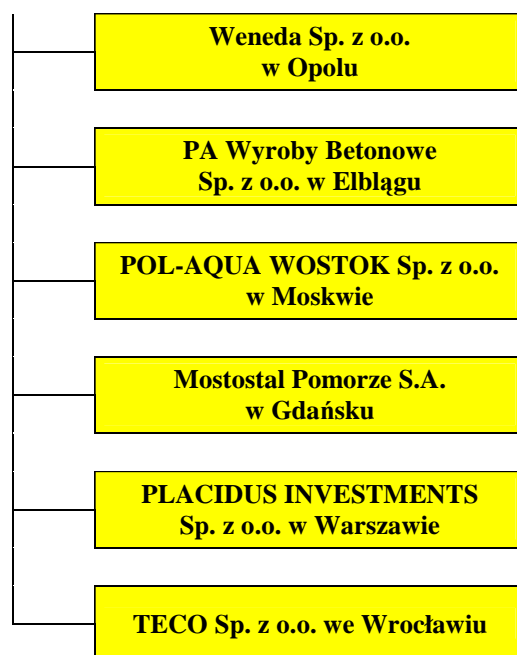 Weneda Sp. z o.o.
w Opolu
PA Wyroby Betonowe
Sp. z o.o. w Elblągu
POL-AQUA WOSTOK Sp. z o.o.
w Moskwie
Mostostal Pomorze S.A.
w Gdańsku
PLACIDUS INVESTMENTS
Sp. z o.o. w Warszawie
TECO Sp. z o.o. we Wrocławiu